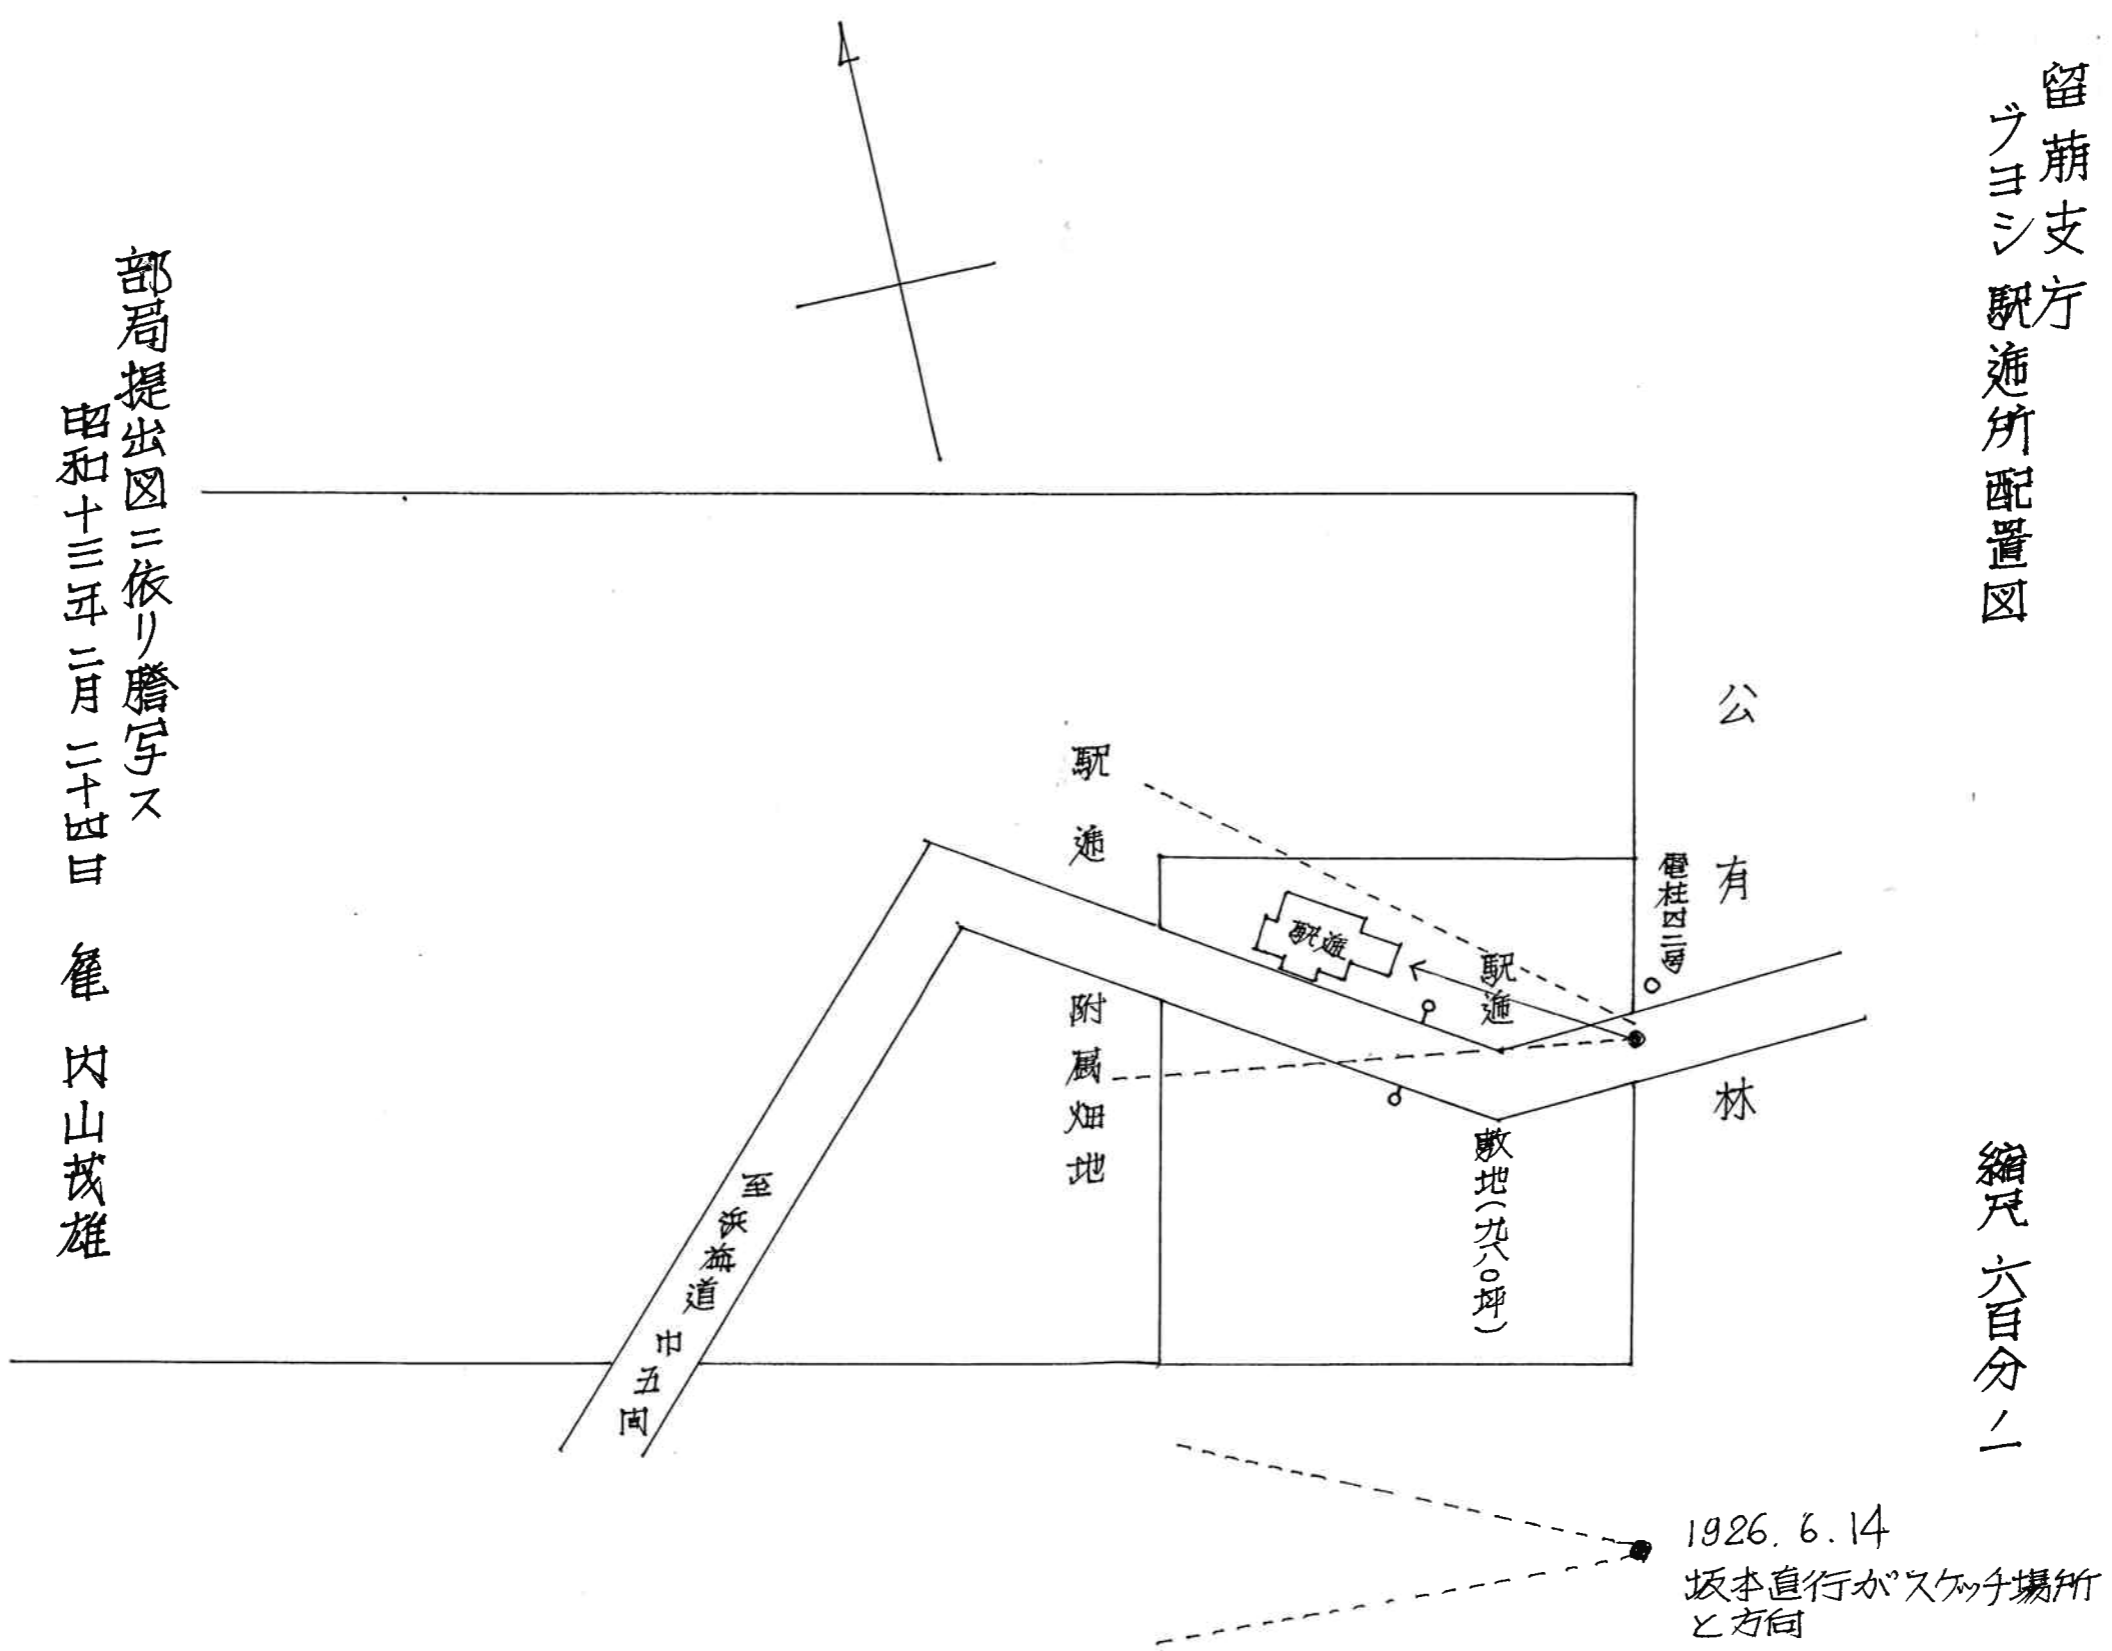 留萠支庁
ブヨシ駅逓所配置図
縮尺 六百分ノ一
公有林
電柱四二号
駅逓
敷地(九八〇坪)
駅逓
駅逓附属畑地
至浜海道 巾五間
部局提出図ニ依リ謄写ス
昭和十三年二月二十四日 雇 内山茂雄
1926.6.14
坂本直行がスケッチ場所
と方向